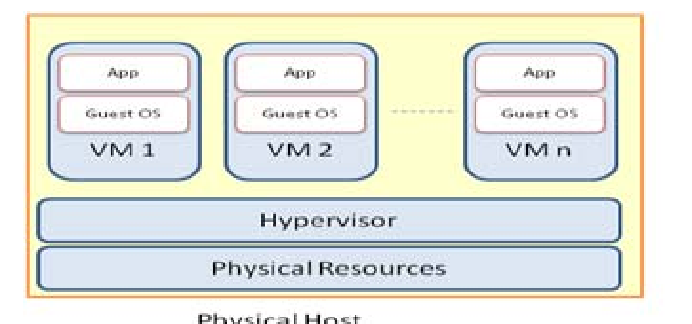 App App App
Guest OS Guest OS Guest OS
VM 1 VM 2 VM n
Hypervisor
Physical Resources
Physical Host